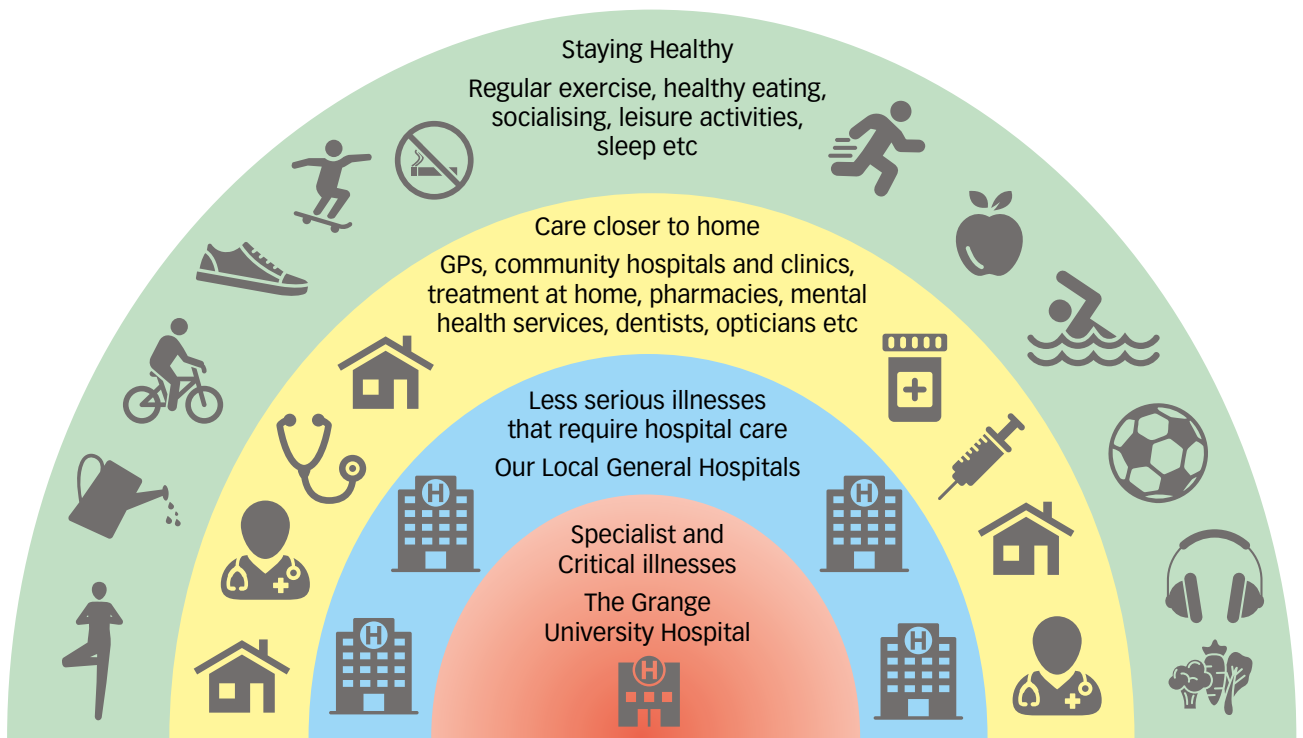 Staying Healthy
Regular exercise, healthy eating,
socialising, leisure activities,
sleep etc
Care closer to home
GPs, community hospitals and clinics,
treatment at home, pharmacies, mental
health services, dentists, opticians etc
Less serious illnesses
that require hospital care
Our Local General Hospitals
H
H
Specialist and
Critical illnesses
The Grange
University Hospital
H
H
H